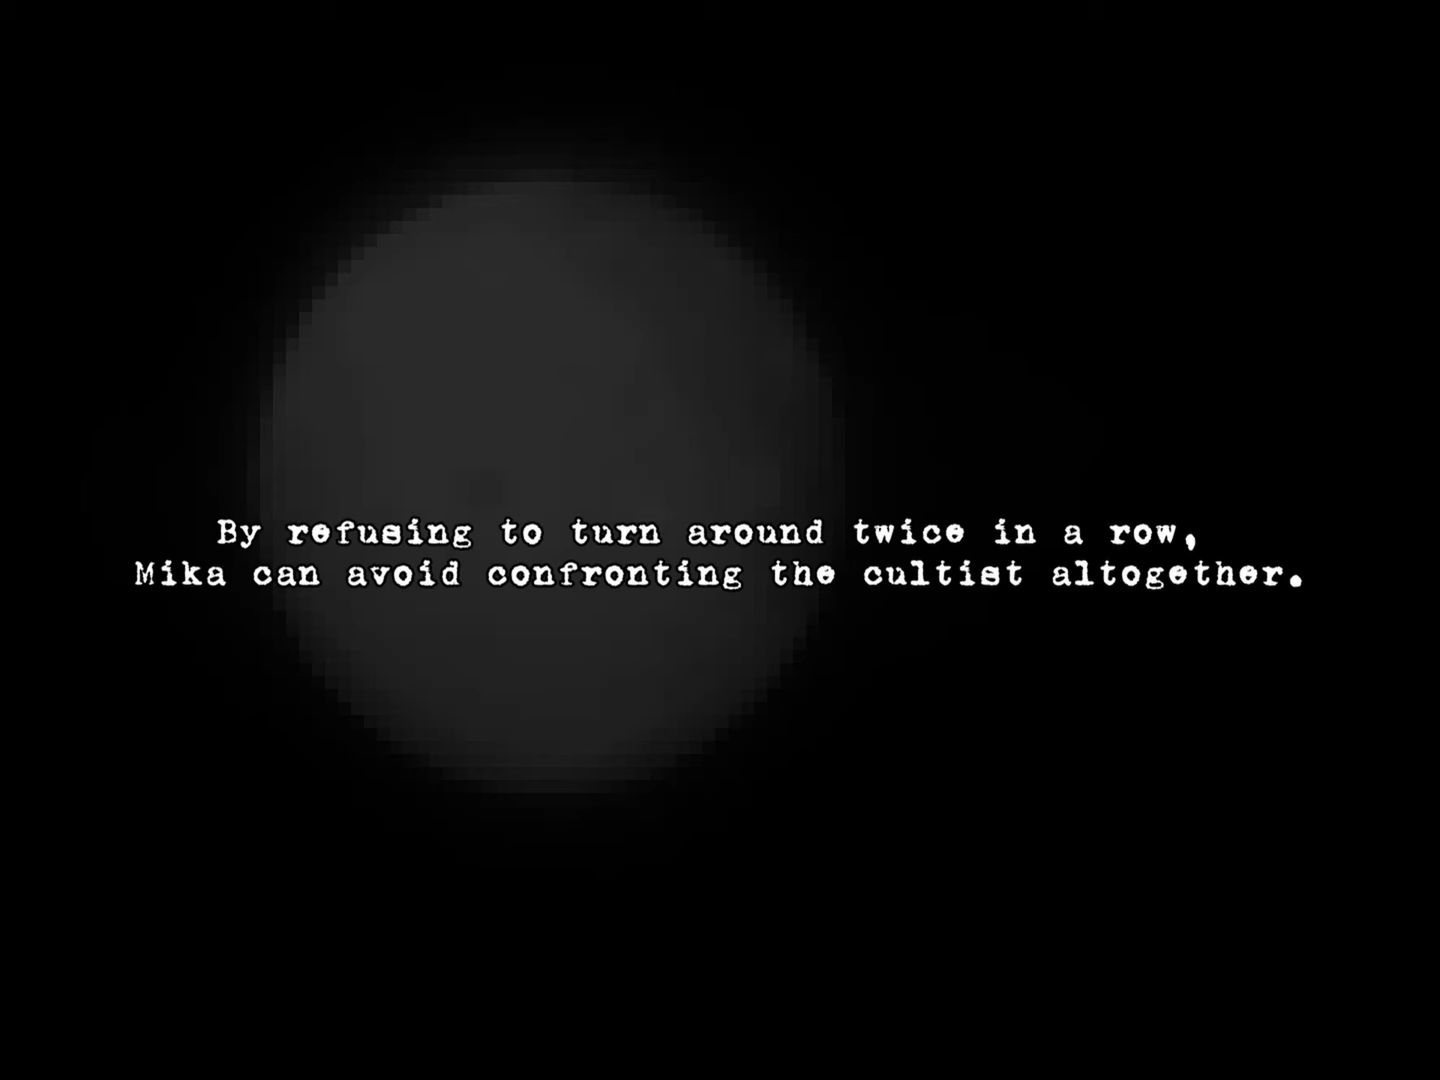 By refusing to turn around twice in a row,
Mika can avoid confronting the cultist altogether.